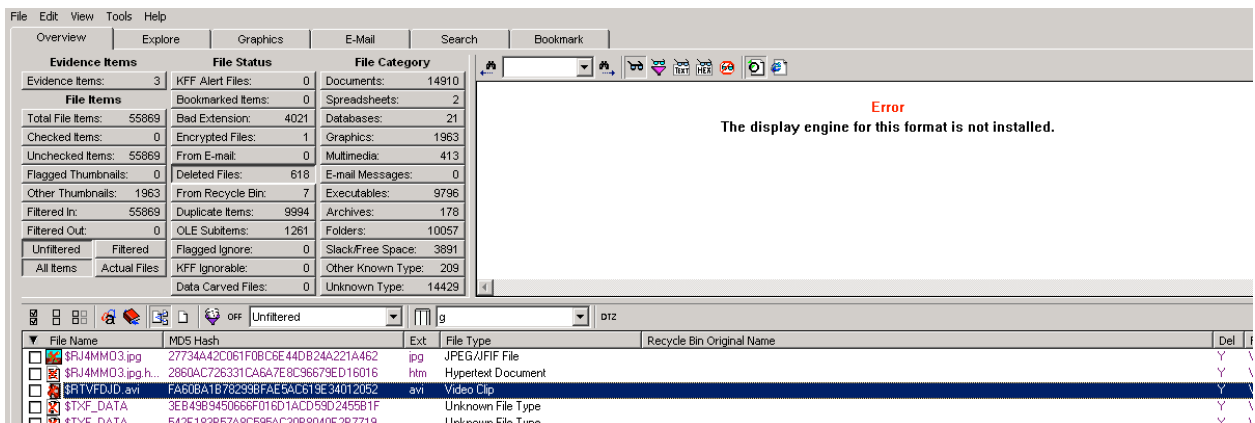 File Edit View Tools Help
Overview Explore Graphics E-Mail Search Bookmark
Evidence Items File Status File Category
Evidence Items: 3 KFF Alert Files: 0 Documents: 14910
File Items Bookmarked Items: 0 Spreadsheets: 2
Total File Items: 55869 Bad Extension: 4021 Databases: 21
Checked Items: 0 Encrypted Files: 1 Graphics: 1963
Unchecked Items: 55869 From E-mail: 0 Multimedia: 413
Flagged Thumbnails: 0 Deleted Files: 618 E-mail Messages: 0
Other Thumbnails: 1963 From Recycle Bin: 7 Executables: 9796
Filtered In: 55869 Duplicate Items: 9994 Archives: 178
Filtered Out: 0 OLE Subitems: 1261 Folders: 10057
Unfiltered Filtered Flagged Ignore: 0 Slack/Free Space: 3891
All Items Actual Files KFF Ignorable: 0 Other Known Type: 209
Data Carved Files: 0 Unknown Type: 14429
TEXT HEX
Error
The display engine for this format is not installed.
OFF Unfiltered g DTZ
File Name MD5 Hash Ext File Type Recycle Bin Original Name Del
$RJ4MMO3.jpg 27734A42C061F0BC6E44DB24A221A462 jpg JPEG/JFIF File Y
$RJ4MMO3.jpg.h... 2860AC726331CA6A7E8C96679ED16016 htm Hypertext Document Y
$RTVFDJD.avi FA60BA1B78299BFAE5AC619E34012052 avi Video Clip Y
$TXF_DATA 3EB49B9450666F016D1ACD59D2455B1F Unknown File Type Y
$TXF_DATA Unknown File Type Y